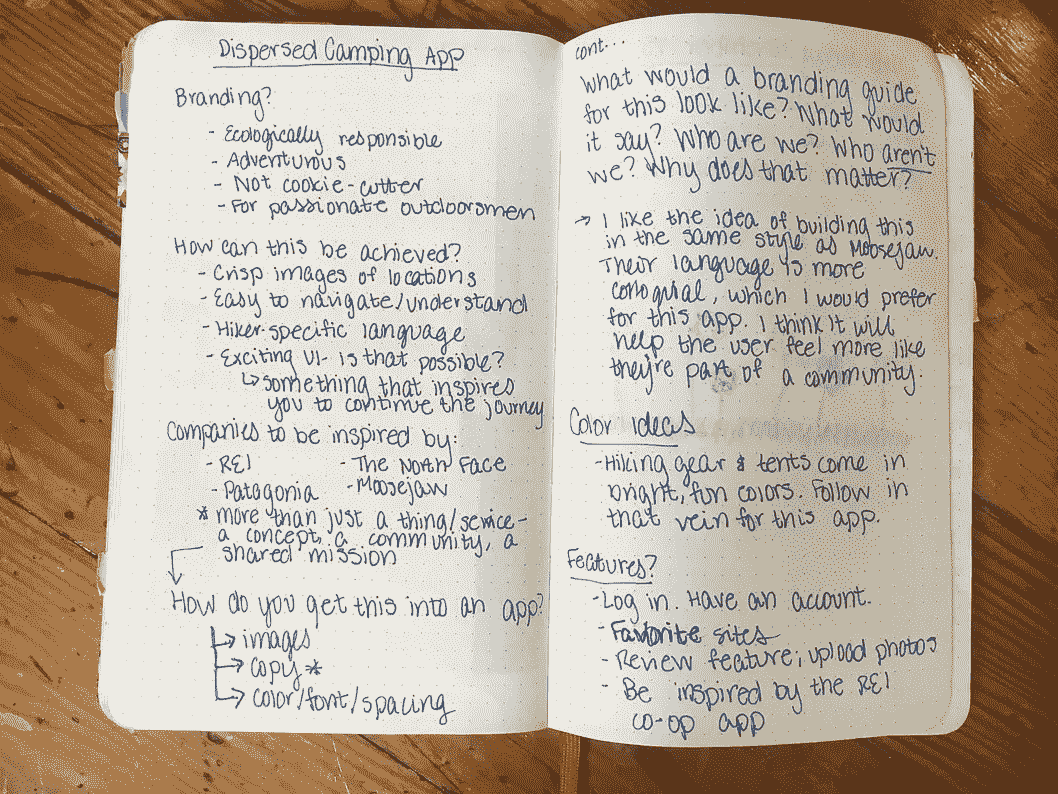 Dispersed Camping App
Branding?
- Ecologically responsible
- Adventurous
- Not cookie-cutter
- For passionate outdoorsmen
How can this be achieved?
- Crisp images of locations
- Easy to navigate/understand
- Hiker-specific language
- Exciting UI- is that possible?
↳ something that inspires
you to continue the journey
Companies to be inspired by:
- REI - The North Face
- Patagonia - Moosejaw
* more than just a thing/service-
a concept, a community, a
shared mission
How do you get this into an app?
↳ images
↳ copy *
↳ color/font/spacing
cont...
What would a branding guide
for this look like? What would
it say? Who are we? Who aren't
we? Why does that matter?
→ I like the idea of building this
in the same style as Moosejaw.
Their language is more
conloquial, which I would prefer
for this app. I think it will
help the user feel more like
they're part of a community.
Color ideas
- Hiking gear & tents come in
bright, fun colors. Follow in
that vein for this app.
Features?
- Log in. Have an account.
- Favorite sites
- Review feature, upload photos
- Be inspired by the REI
co-op app